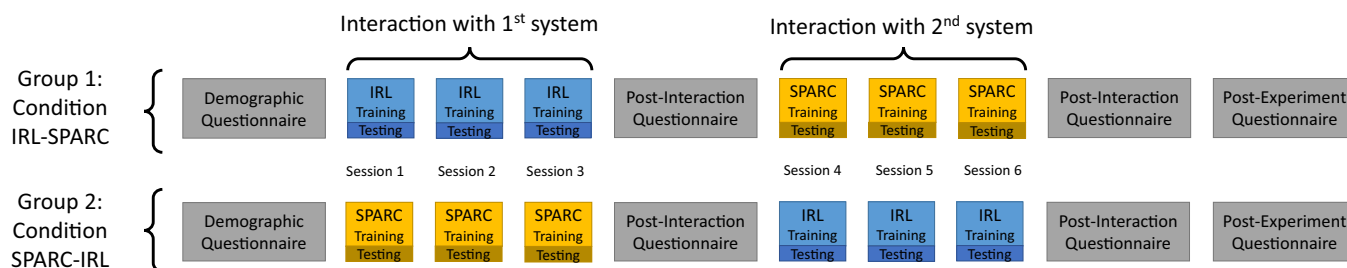 Interaction with 1st system
Interaction with 2nd system
Group 1:
Condition
IRL-SPARC
Demographic
Questionnaire
IRL
Training
Testing
IRL
Training
Testing
IRL
Training
Testing
Post-Interaction
Questionnaire
SPARC
Training
Testing
SPARC
Training
Testing
SPARC
Training
Testing
Post-Interaction
Questionnaire
Post-Experiment
Questionnaire
Session 1
Session 2
Session 3
Session 4
Session 5
Session 6
Group 2:
Condition
SPARC-IRL
Demographic
Questionnaire
SPARC
Training
Testing
SPARC
Training
Testing
SPARC
Training
Testing
Post-Interaction
Questionnaire
IRL
Training
Testing
IRL
Training
Testing
IRL
Training
Testing
Post-Interaction
Questionnaire
Post-Experiment
Questionnaire